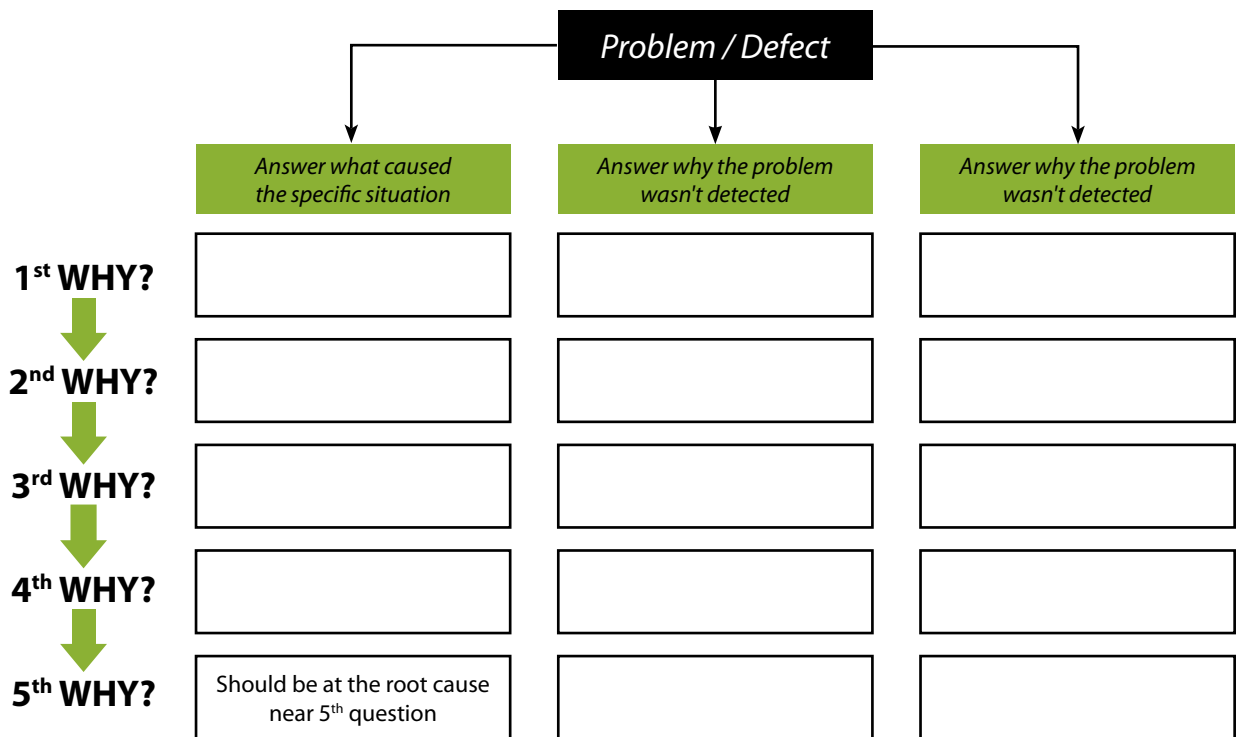 Problem / Defect
Answer what caused
the specific situation
Answer why the problem
wasn't detected
Answer why the problem
wasn't detected
1st WHY?
2nd WHY?
3rd WHY?
4th WHY?
5th WHY?
Should be at the root cause
near 5th question